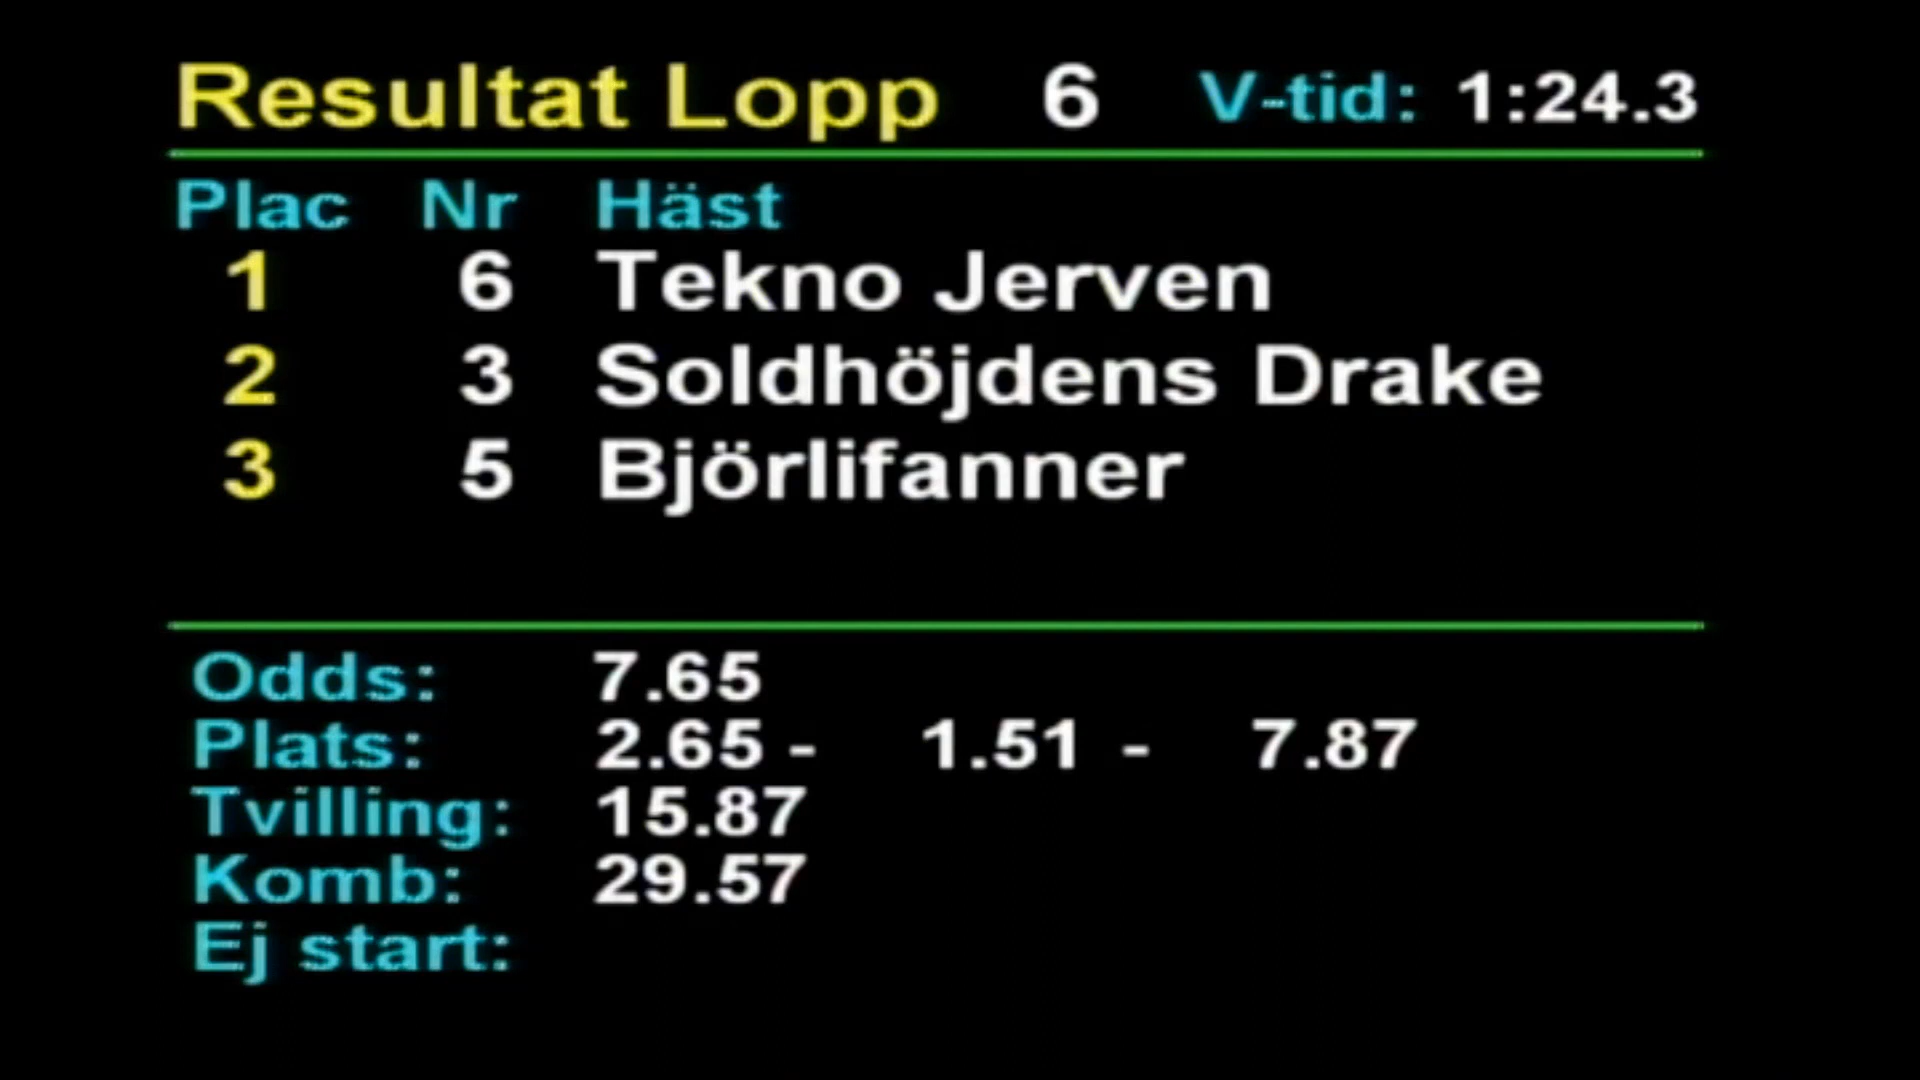 Resultat Lopp 6 V-tid: 1:24.3
Plac Nr Häst
1 6 Tekno Jerven
2 3 Soldhöjdens Drake
3 5 Björlifanner
Odds: 7.65
Plats: 2.65 - 1.51 - 7.87
Tvilling: 15.87
Komb: 29.57
Ej start: